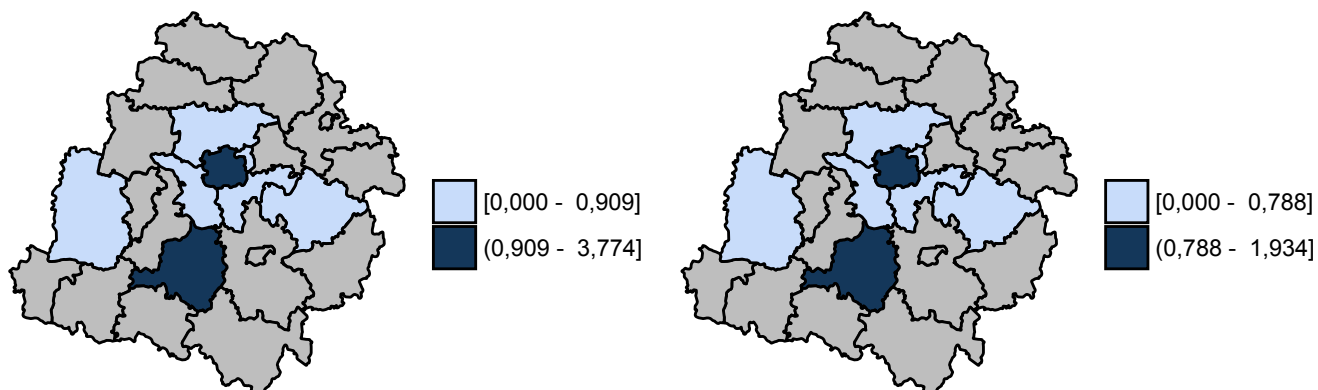 [0,000 -  0,909]
(0,909 -  3,774]
[0,000 -  0,788]
(0,788 -  1,934]